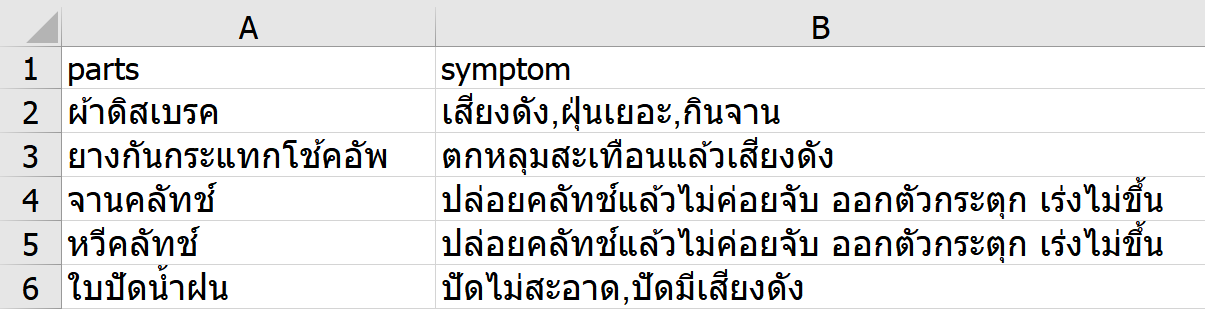 A B
1 parts symptom
2 ผ้าดิสเบรค เสียงดัง,ฝุ่นเยอะ,กินจาน
3 ยางกันกระแทกโช้คอัพ ตกหลุมสะเทือนแล้วเสียงดัง
4 จานคลัทช์ ปล่อยคลัทช์แล้วไม่ค่อยจับ ออกตัวกระตุก เร่งไม่ขึ้น
5 หวีคลัทช์ ปล่อยคลัทช์แล้วไม่ค่อยจับ ออกตัวกระตุก เร่งไม่ขึ้น
6 ใบปัดน้ำฝน ปัดไม่สะอาด,ปัดมีเสียงดัง